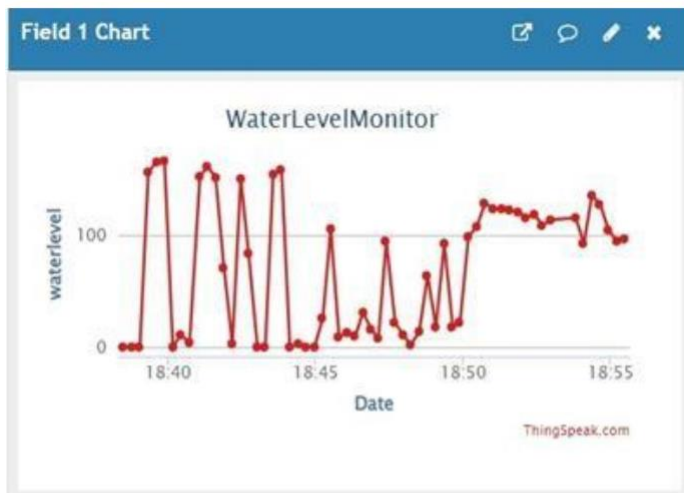 Field 1 Chart
WaterLevelMonitor
waterlevel
100
0
18:40 18:45 18:50 18:55
Date
ThingSpeak.com